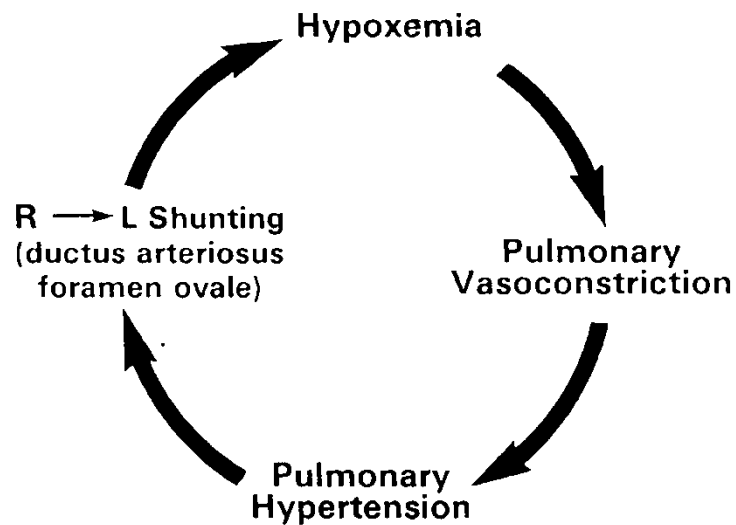 Hypoxemia
Pulmonary
Vasoconstriction
Pulmonary
Hypertension
R → L Shunting
(ductus arteriosus
foramen ovale)